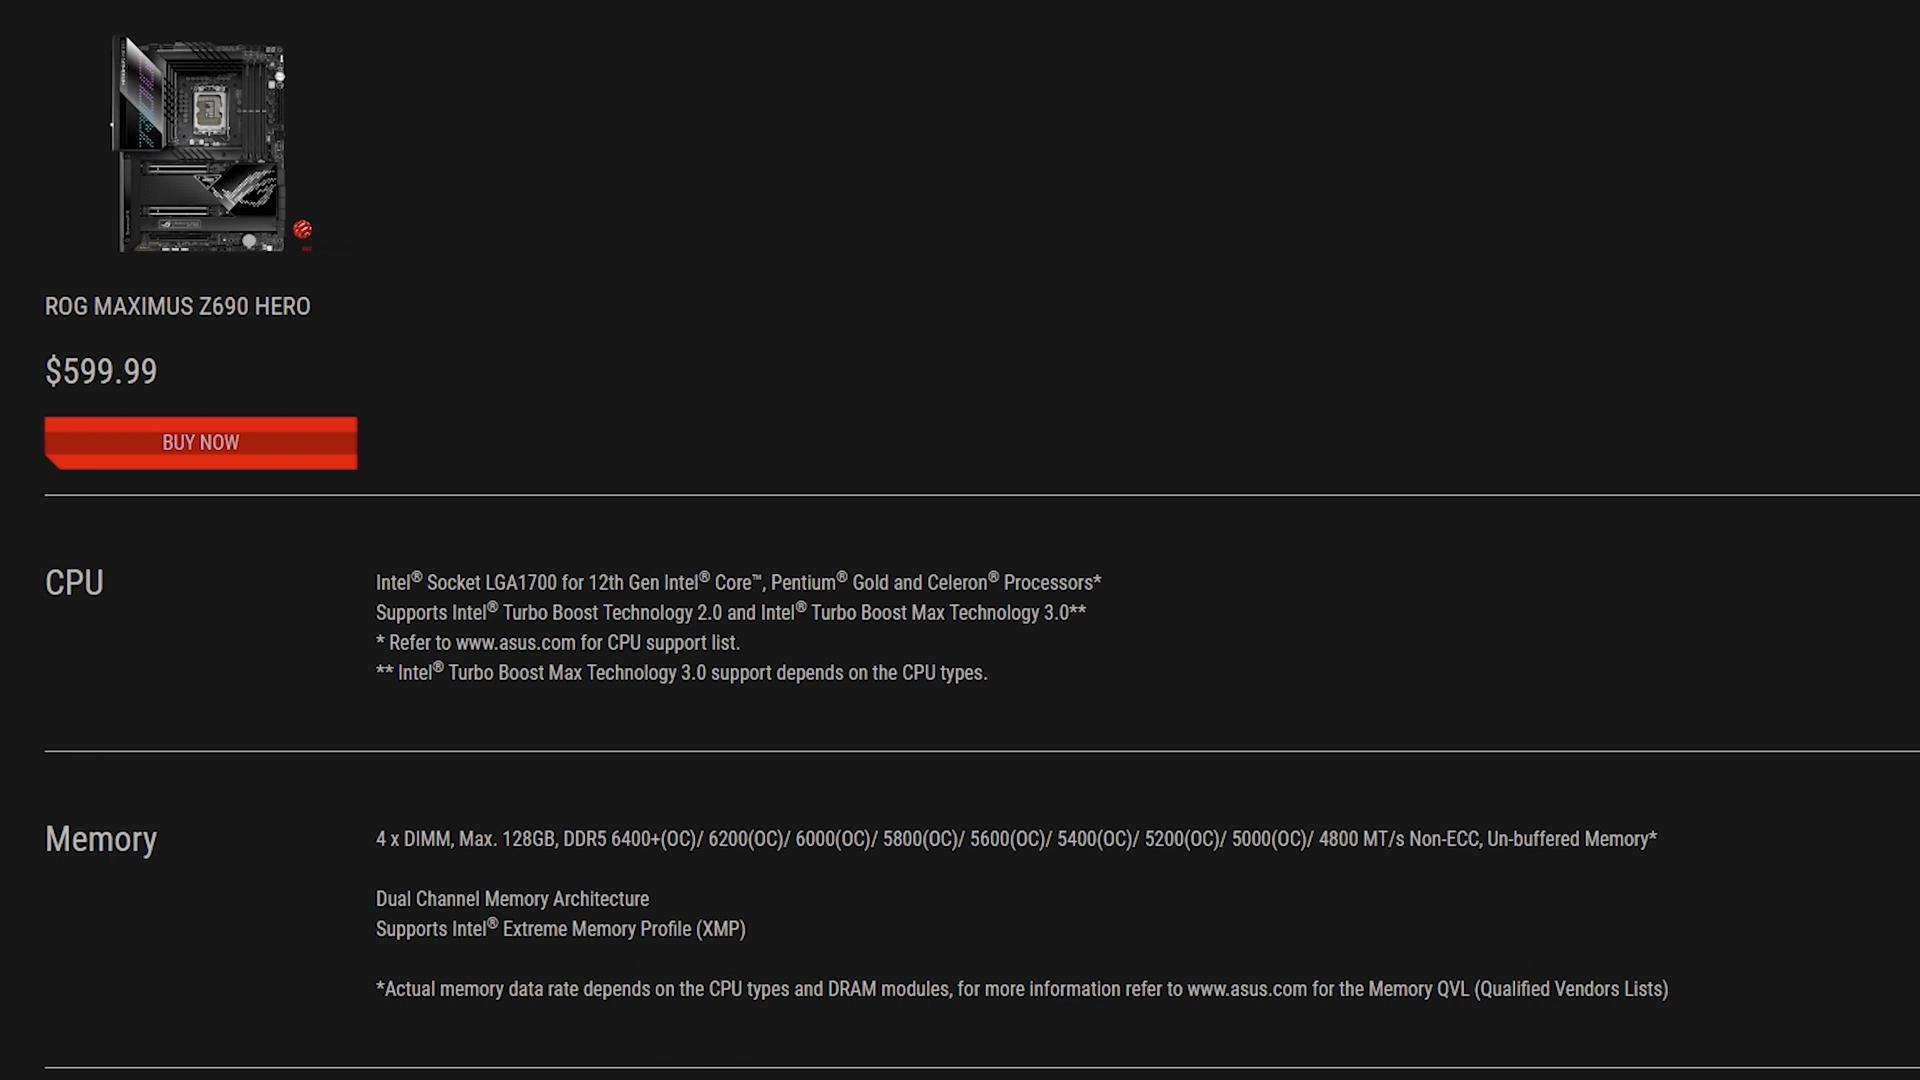 ROG MAXIMUS Z690 HERO
$599.99
BUY NOW
CPU
Intel® Socket LGA1700 for 12th Gen Intel® Core™, Pentium® Gold and Celeron® Processors*
Supports Intel® Turbo Boost Technology 2.0 and Intel® Turbo Boost Max Technology 3.0**
* Refer to www.asus.com for CPU support list.
** Intel® Turbo Boost Max Technology 3.0 support depends on the CPU types.
Memory
4 x DIMM, Max. 128GB, DDR5 6400+(OC)/ 6200(OC)/ 6000(OC)/ 5800(OC)/ 5600(OC)/ 5400(OC)/ 5200(OC)/ 5000(OC)/ 4800 MT/s Non-ECC, Un-buffered Memory*
Dual Channel Memory Architecture
Supports Intel® Extreme Memory Profile (XMP)
*Actual memory data rate depends on the CPU types and DRAM modules, for more information refer to www.asus.com for the Memory QVL (Qualified Vendors Lists)